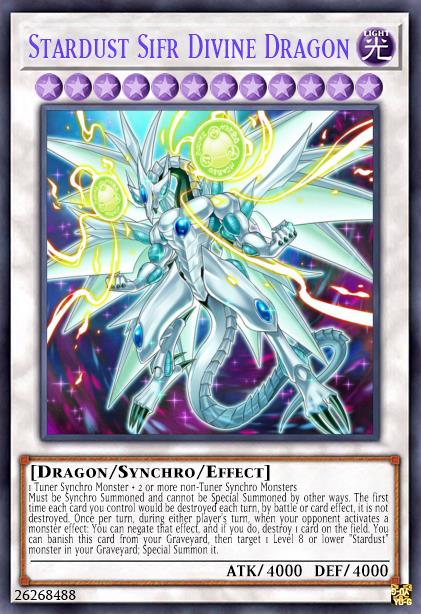 Stardust Sifr Divine Dragon
LIGHT
光
[Dragon/Synchro/Effect]
1 Tuner Synchro Monster + 2 or more non-Tuner Synchro Monsters
Must be Synchro Summoned and cannot be Special Summoned by other ways. The first
time each card you control would be destroyed each turn, by battle or card effect, it is not
destroyed. Once per turn, during either player's turn, when your opponent activates a
monster effect: You can negate that effect, and if you do, destroy 1 card on the field. You
can banish this card from your Graveyard, then target 1 Level 8 or lower "Stardust"
monster in your Graveyard; Special Summon it.
ATK/4000 DEF/4000
26268488